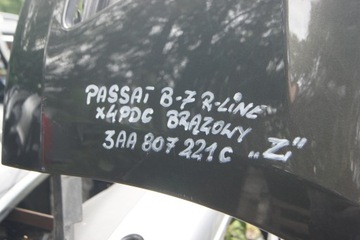 PASSAT B-7 R-LINE
x4PDC BRĄZOWY
3AA 807 221 C „Z"